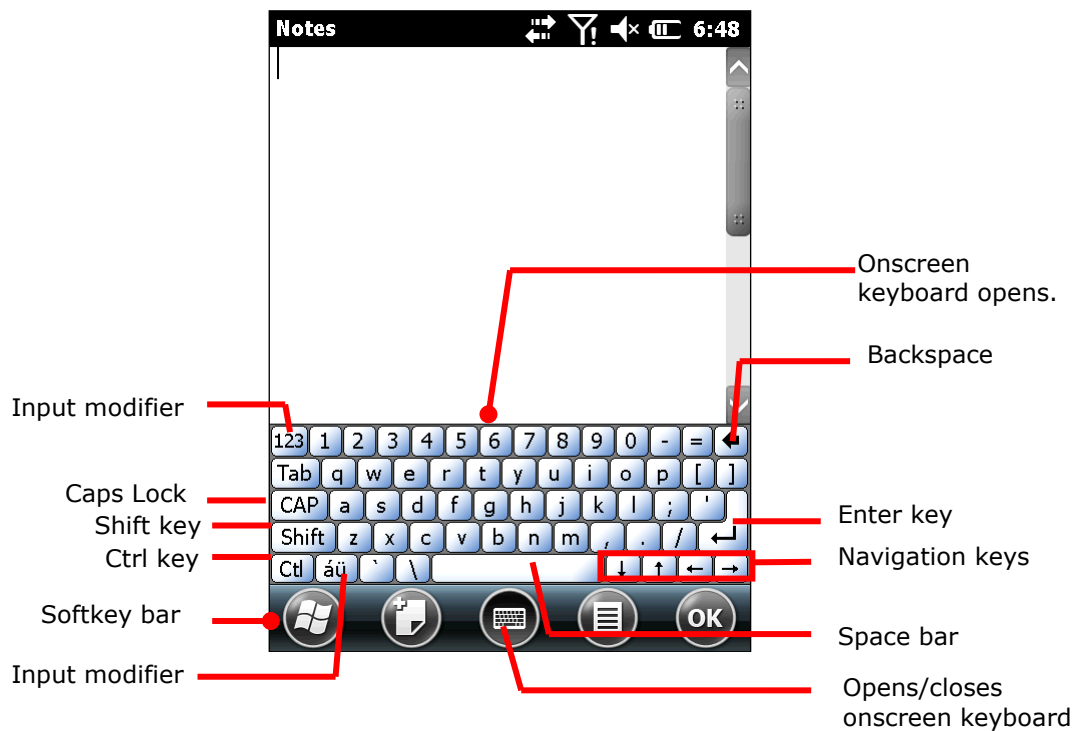 Notes 6:48
Onscreen
keyboard opens.
Backspace
Input modifier
123 1 2 3 4 5 6 7 8 9 0 - =
Tab q w e r t y u i o p [ ]
Caps Lock
CAP a s d f g h j k l ; '
Shift key
Enter key
Shift z x c v b n m , . /
Ctrl key
Navigation keys
Ctl áü ` \ ↓ ↑ ← →
Softkey bar
OK
Space bar
Input modifier
Opens/closes
onscreen keyboard